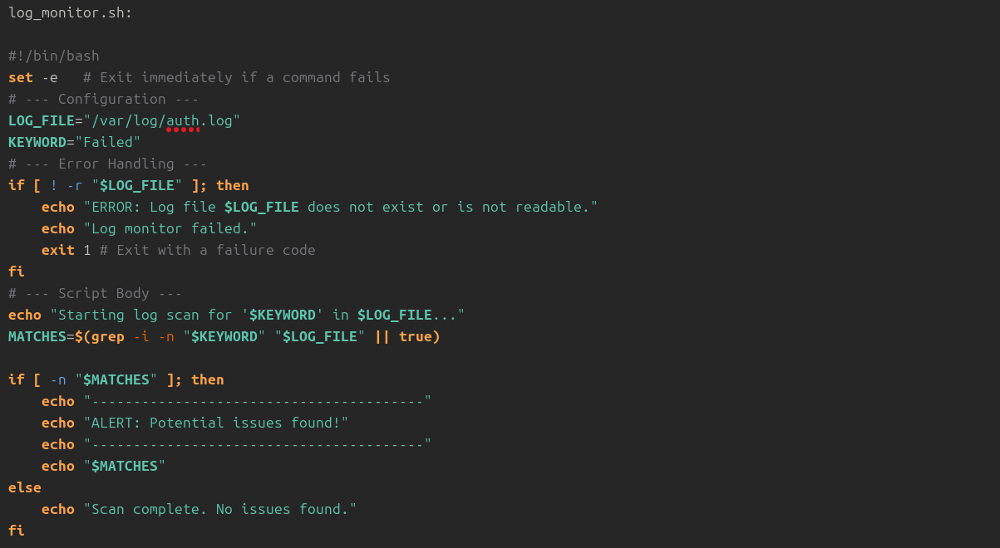 log_monitor.sh:
#!/bin/bash
set -e   # Exit immediately if a command fails
# --- Configuration ---
LOG_FILE="/var/log/auth.log"
KEYWORD="Failed"
# --- Error Handling ---
if [ ! -r "$LOG_FILE" ]; then
    echo "ERROR: Log file $LOG_FILE does not exist or is not readable."
    echo "Log monitor failed."
    exit 1 # Exit with a failure code
fi
# --- Script Body ---
echo "Starting log scan for '$KEYWORD' in $LOG_FILE..."
MATCHES=$(grep -i -n "$KEYWORD" "$LOG_FILE" || true)
if [ -n "$MATCHES" ]; then
    echo "----------------------------------------"
    echo "ALERT: Potential issues found!"
    echo "----------------------------------------"
    echo "$MATCHES"
else
    echo "Scan complete. No issues found."
fi